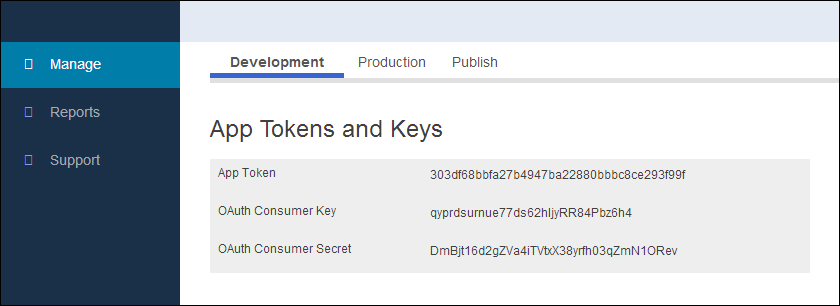 Manage
Reports
Support
Development Production Publish
App Tokens and Keys
App Token 303df68bbfa27b4947ba22880bbbc8ce293f99f
OAuth Consumer Key qyprdsurnue77ds62hIjyRR84Pbz6h4
OAuth Consumer Secret DmBjt16d2gZVa4iTVtxX38yrfh03qZmN1ORev